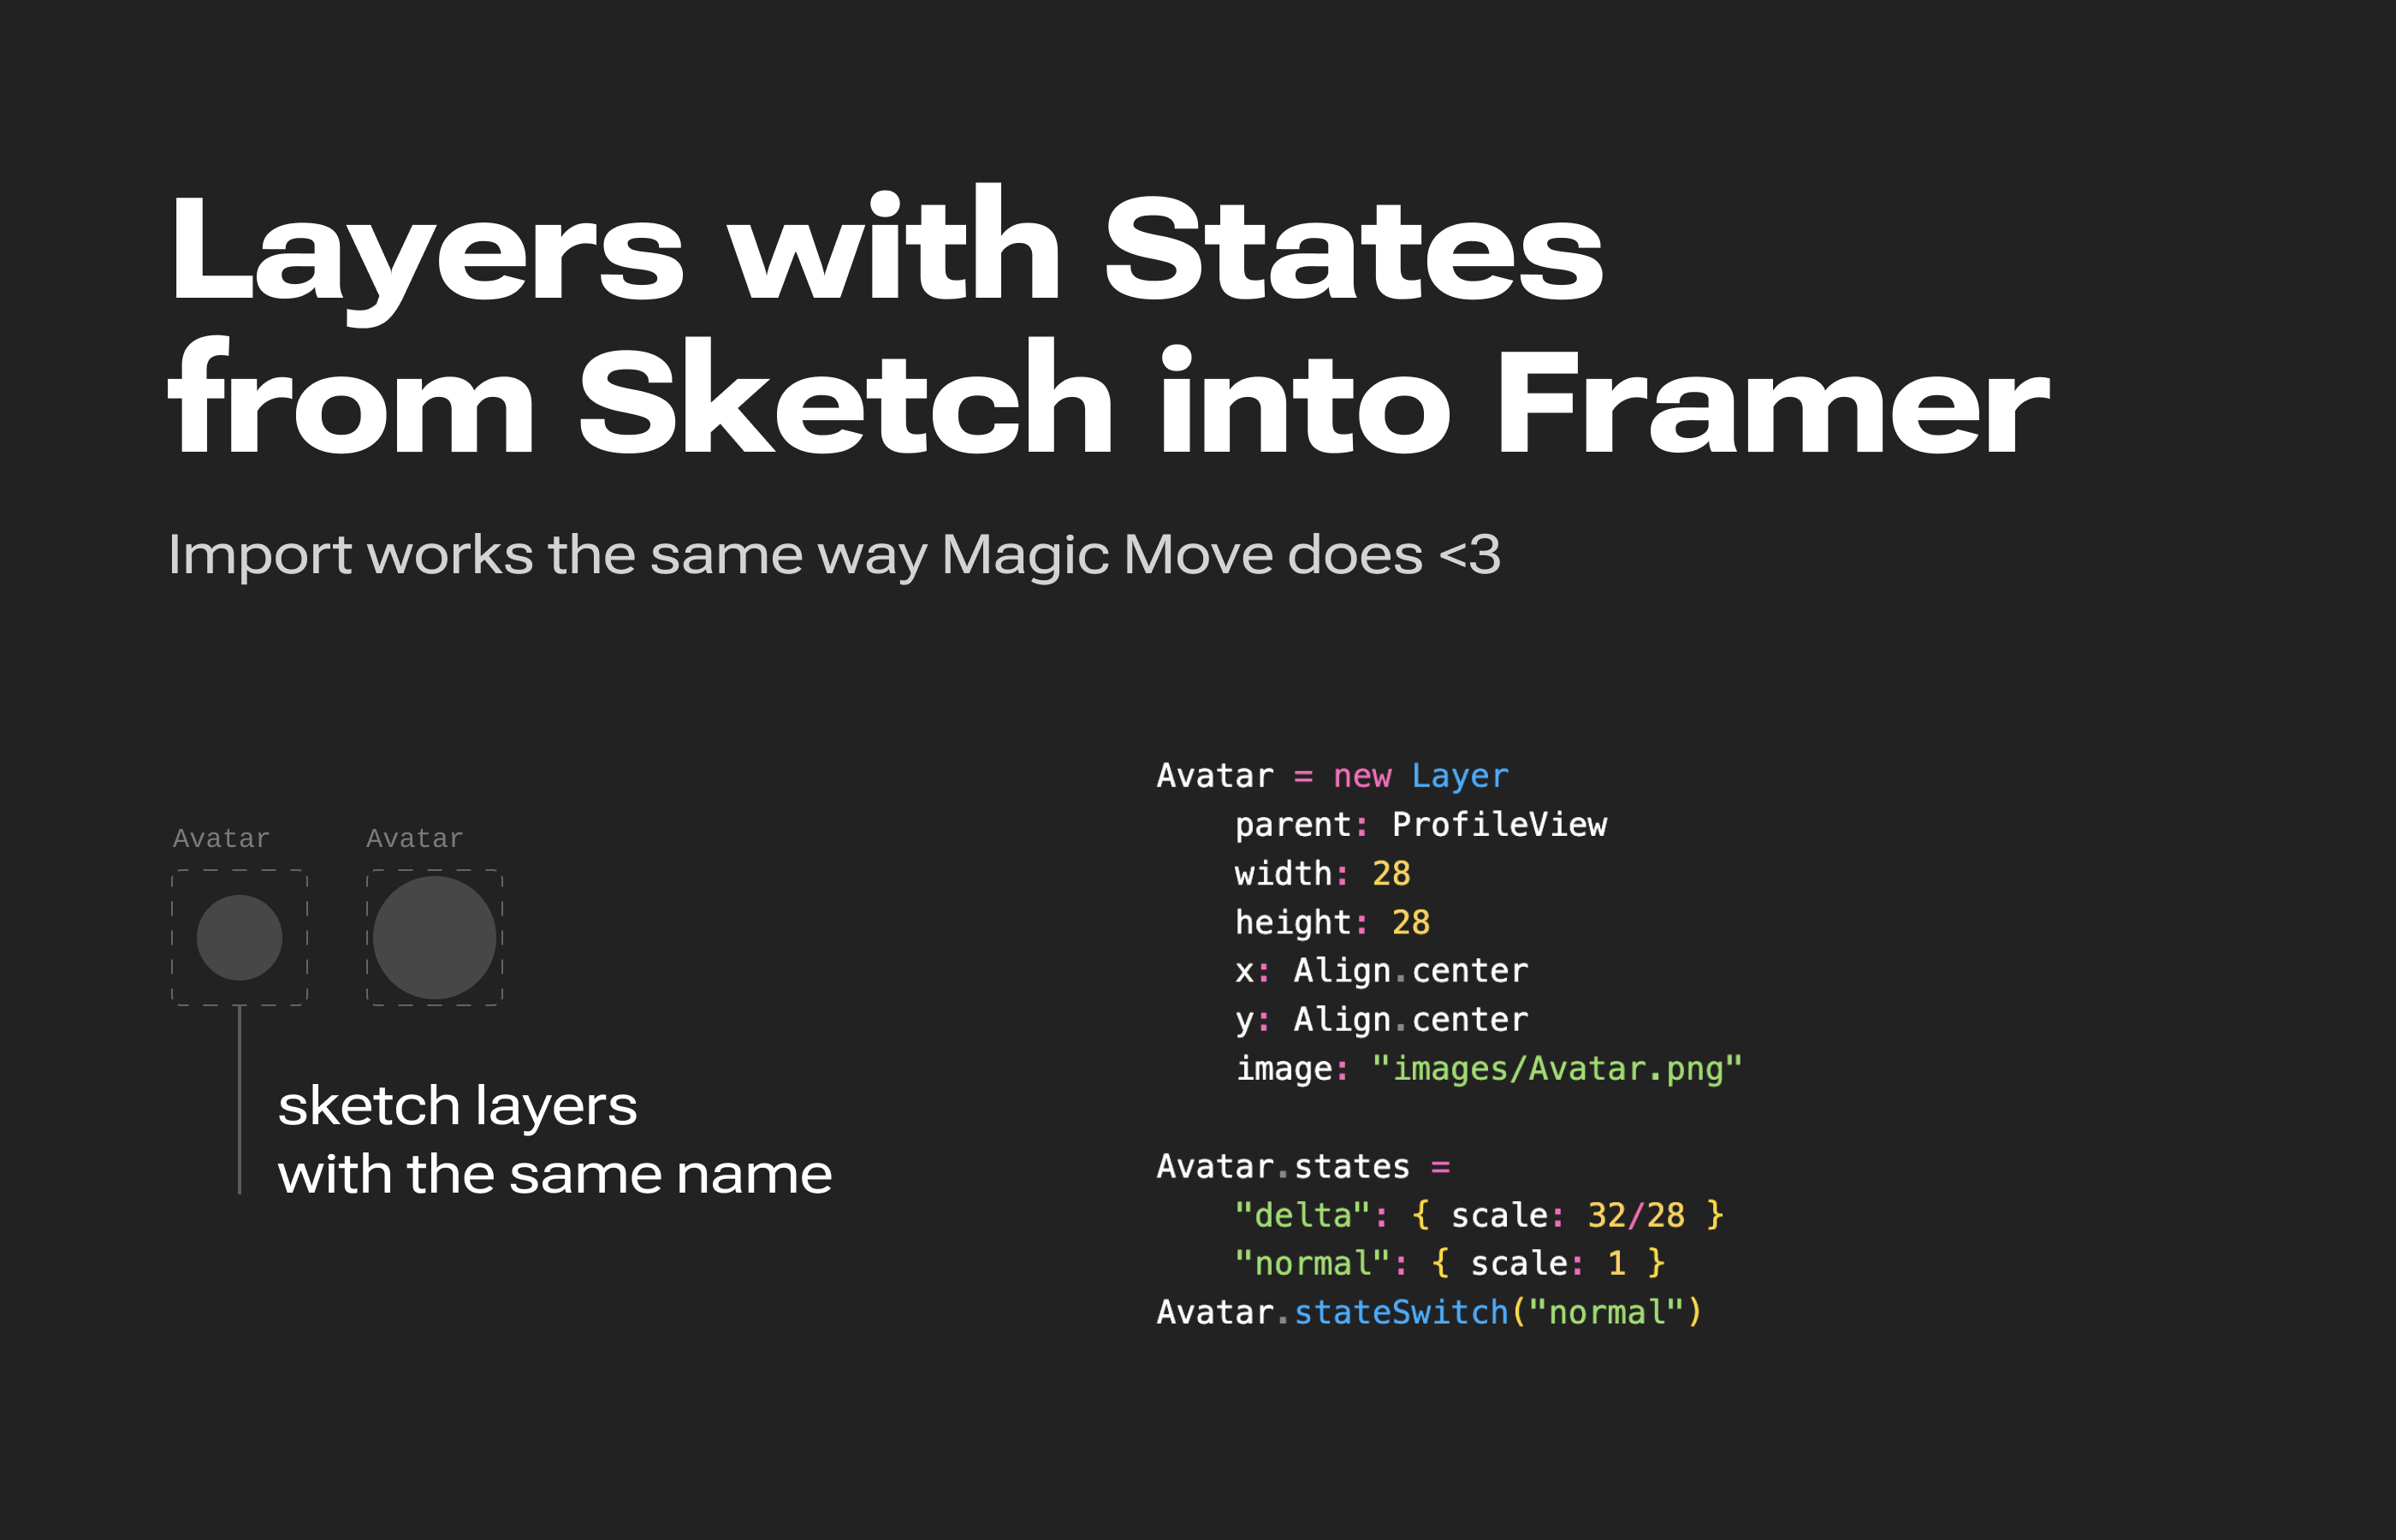 Layers with States
from Sketch into Framer
Import works the same way Magic Move does <3
Avatar Avatar
sketch layers
with the same name
Avatar = new Layer
    parent: ProfileView
    width: 28
    height: 28
    x: Align.center
    y: Align.center
    image: "images/Avatar.png"
Avatar.states =
    "delta": { scale: 32/28 }
    "normal": { scale: 1 }
Avatar.stateSwitch("normal")